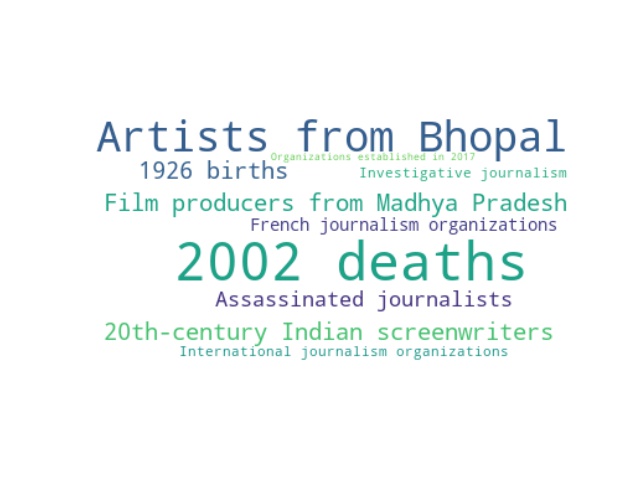 Artists from Bhopal
Organizations established in 2017
1926 births
Investigative journalism
Film producers from Madhya Pradesh
French journalism organizations
2002 deaths
Assassinated journalists
20th-century Indian screenwriters
International journalism organizations